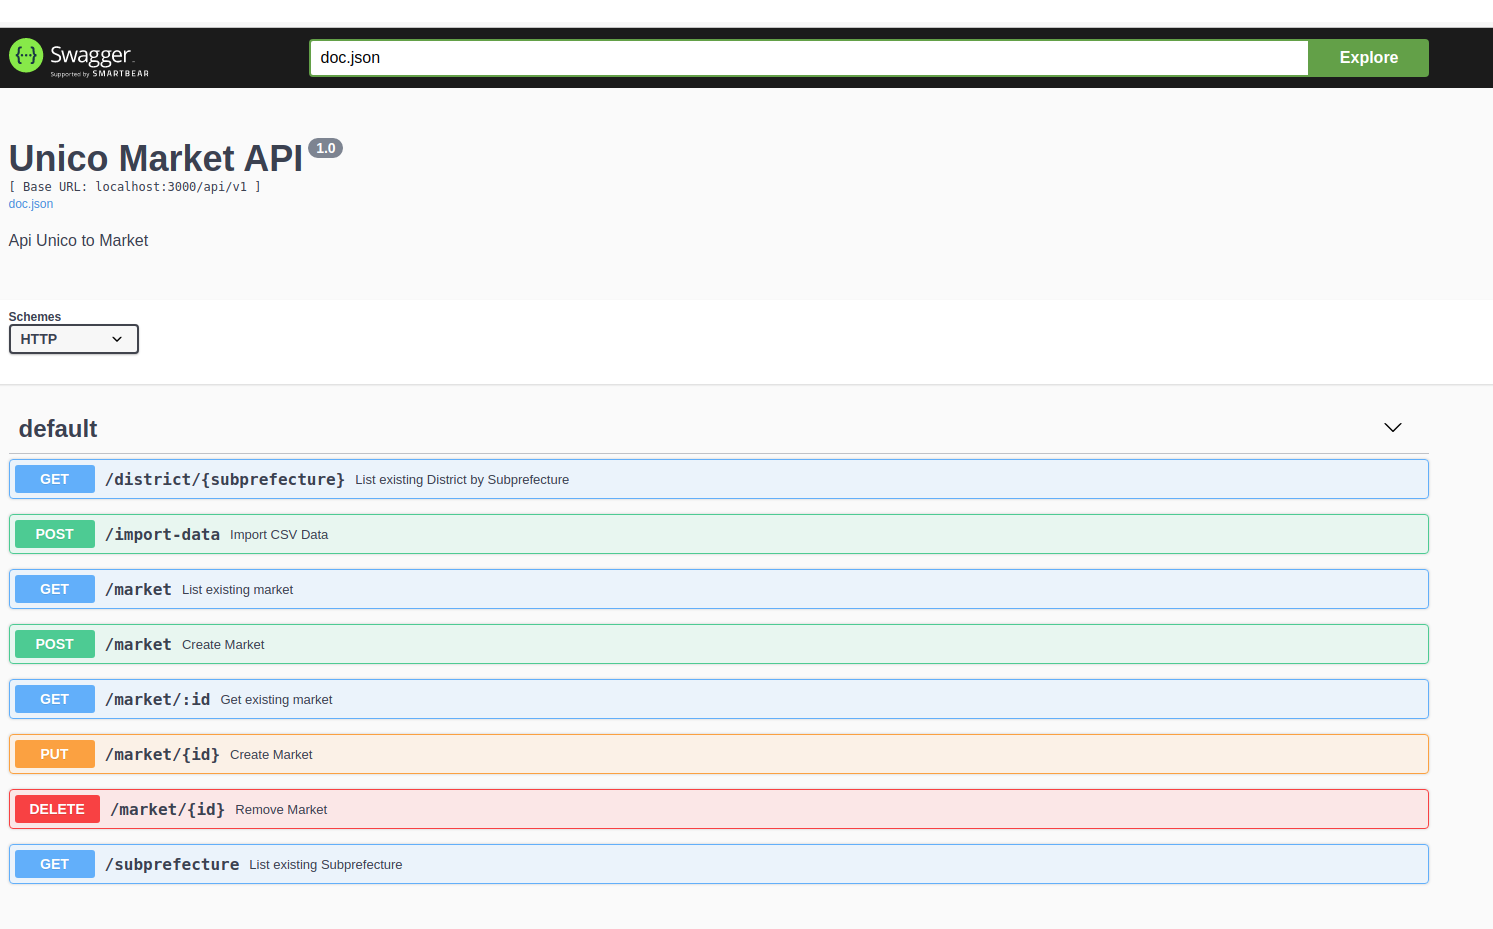 Swagger
Supported by SMARTBEAR
doc.json
Explore
Unico Market API 1.0
[ Base URL: localhost:3000/api/v1 ]
doc.json
Api Unico to Market
Schemes
HTTP
default
GET /district/{subprefecture} List existing District by Subprefecture
POST /import-data Import CSV Data
GET /market List existing market
POST /market Create Market
GET /market/:id Get existing market
PUT /market/{id} Create Market
DELETE /market/{id} Remove Market
GET /subprefecture List existing Subprefecture